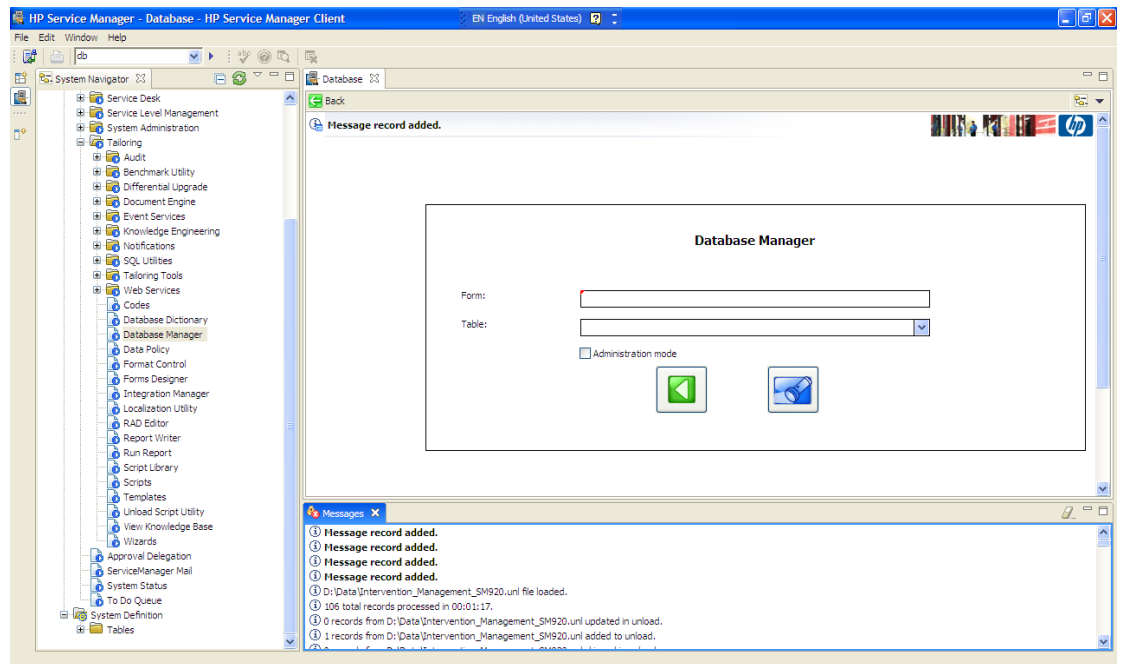 HP Service Manager - Database - HP Service Manager Client
EN English (United States)
File Edit Window Help
db
System Navigator
Service Desk
Service Level Management
System Administration
Tailoring
Audit
Benchmark Utility
Differential Upgrade
Document Engine
Event Services
Knowledge Engineering
Notifications
SQL Utilities
Tailoring Tools
Web Services
Codes
Database Dictionary
Database Manager
Data Policy
Format Control
Forms Designer
Integration Manager
Localization Utility
RAD Editor
Report Writer
Run Report
Script Library
Scripts
Templates
Unload Script Utility
View Knowledge Base
Wizards
Approval Delegation
ServiceManager Mail
System Status
To Do Queue
System Definition
Tables
Database
Back
Message record added.
hp
Database Manager
Form:
Table:
Administration mode
Messages
Message record added.
Message record added.
Message record added.
Message record added.
D:\Data\Intervention_Management_SM920.unl file loaded.
106 total records processed in 00:01:17.
0 records from D:\Data\Intervention_Management_SM920.unl updated in unload.
1 records from D:\Data\Intervention_Management_SM920.unl added to unload.